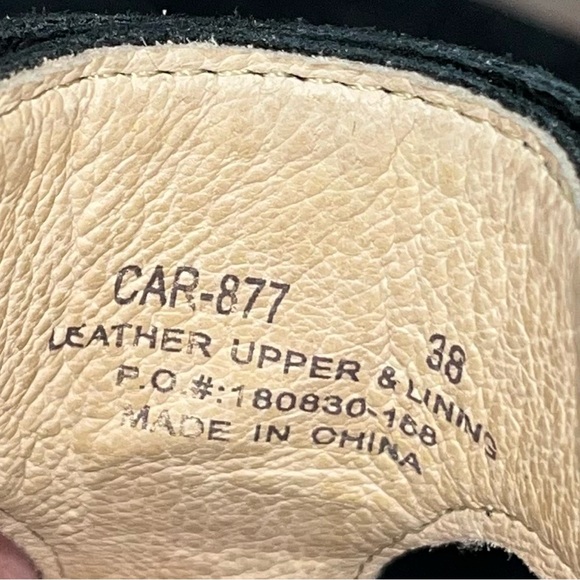 CAR-877 38
LEATHER UPPER & LINING
P.O.#:180830-168
MADE IN CHINA